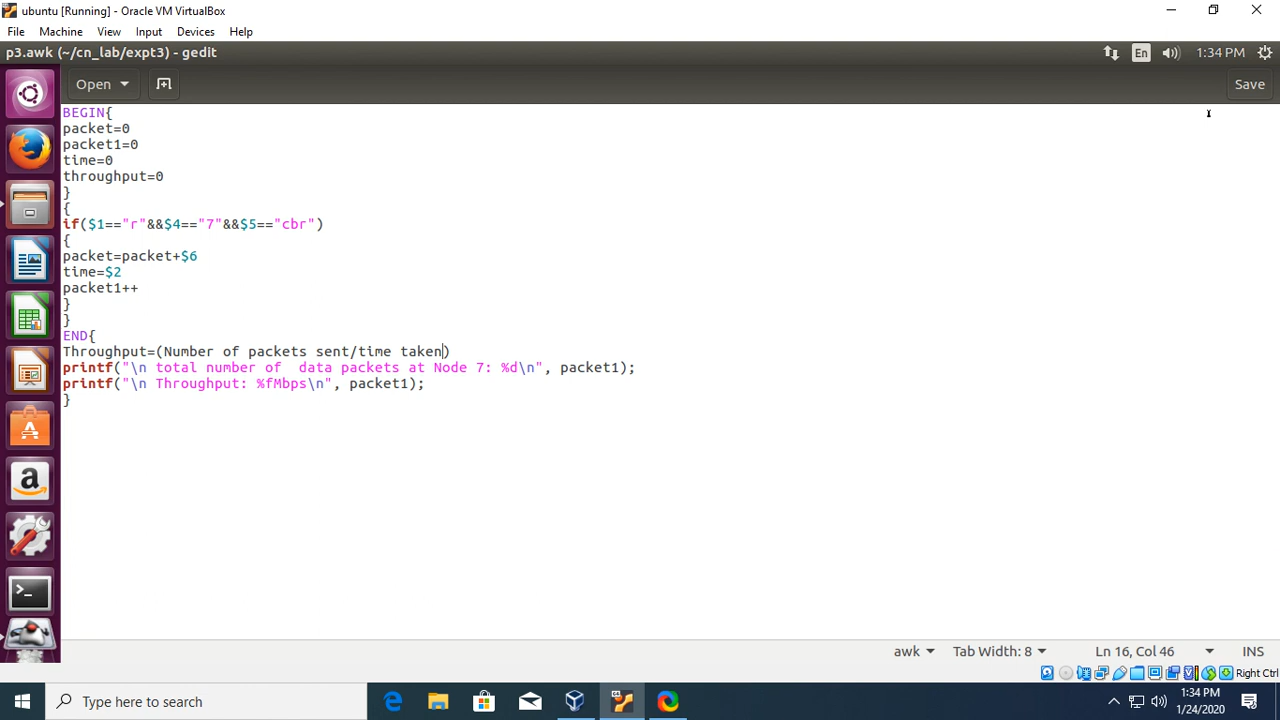 ubuntu [Running] - Oracle VM VirtualBox
File Machine View Input Devices Help
p3.awk (~/cn_lab/expt3) - gedit
En 1:34 PM
Open Save
BEGIN{
packet=0
packet1=0
time=0
throughput=0
}
{
if($1=="r"&&$4=="7"&&$5=="cbr")
{
packet=packet+$6
time=$2
packet1++
}
}
END{
Throughput=(Number of packets sent/time taken)
printf("\n total number of  data packets at Node 7: %d\n", packet1);
printf("\n Throughput: %fMbps\n", packet1);
}
awk Tab Width: 8 Ln 16, Col 46 INS
Right Ctrl
Type here to search
1:34 PM
1/24/2020